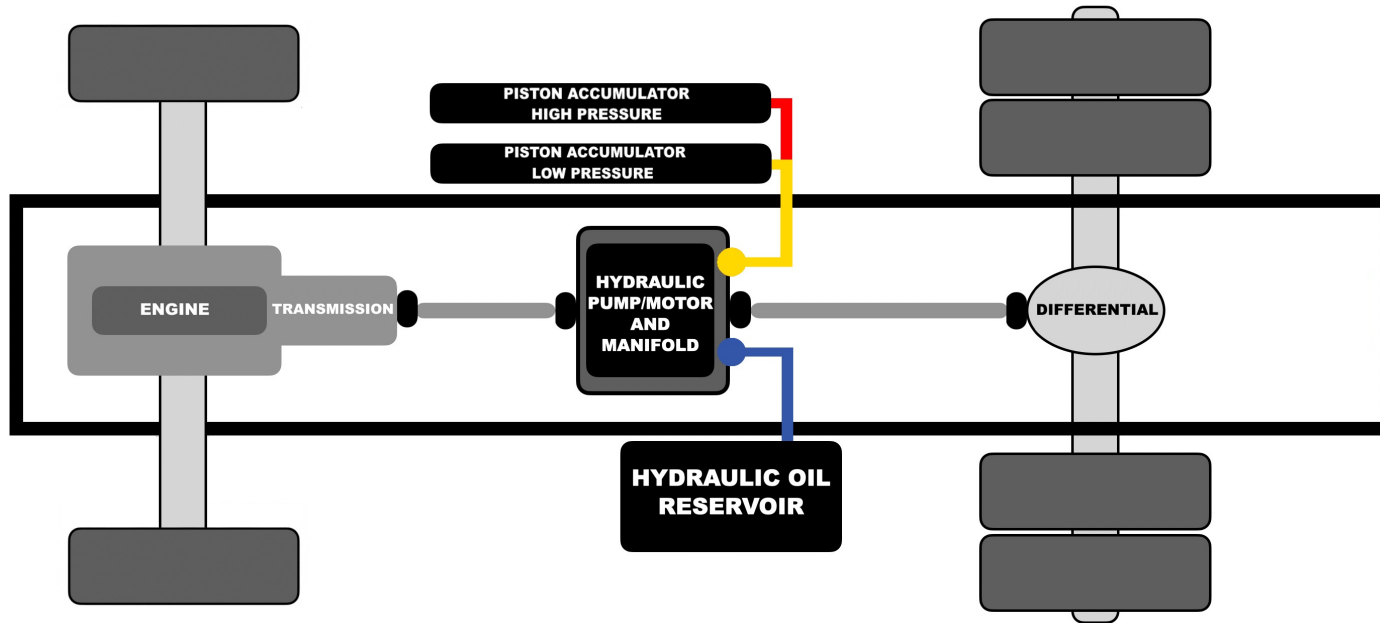 PISTON ACCUMULATOR
HIGH PRESSURE
PISTON ACCUMULATOR
LOW PRESSURE
ENGINE
TRANSMISSION
HYDRAULIC
PUMP/MOTOR
AND
MANIFOLD
DIFFERENTIAL
HYDRAULIC OIL
RESERVOIR